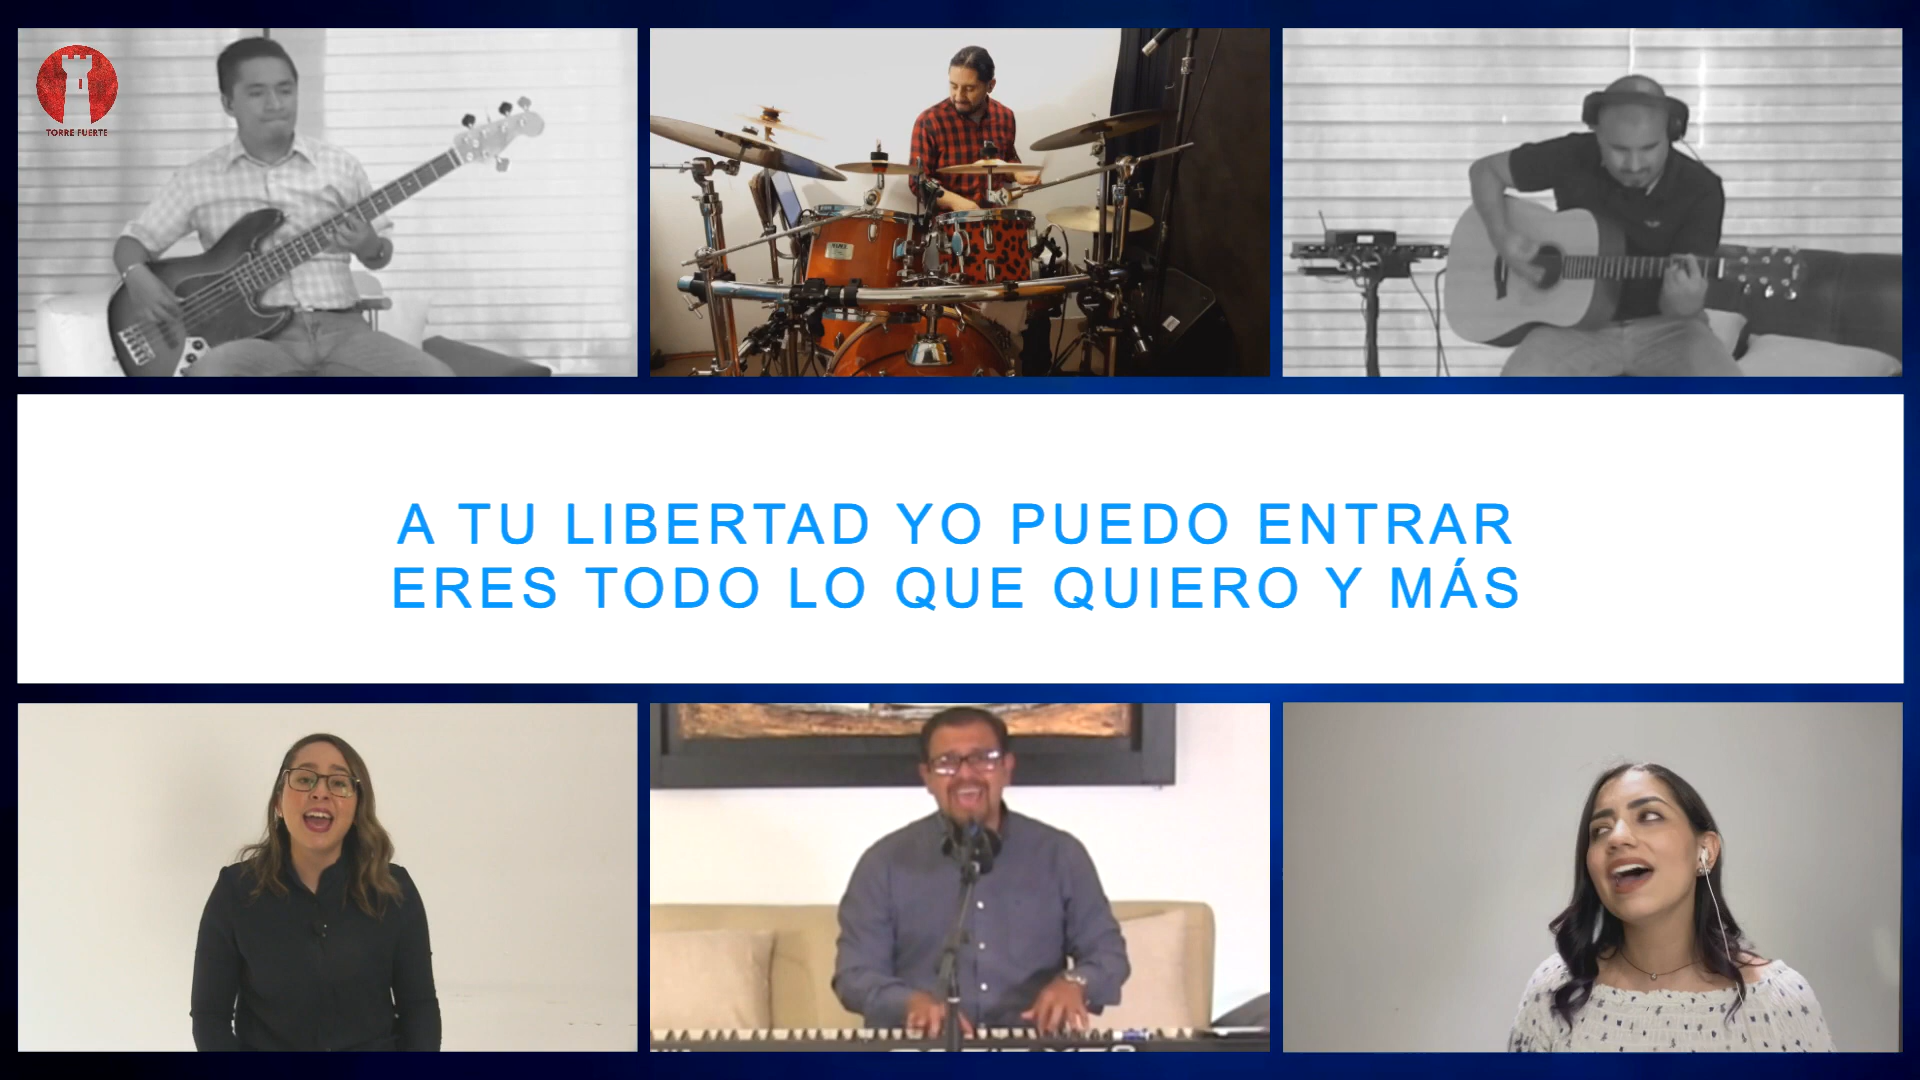 TORRE FUERTE
A TU LIBERTAD YO PUEDO ENTRAR
ERES TODO LO QUE QUIERO Y MÁS